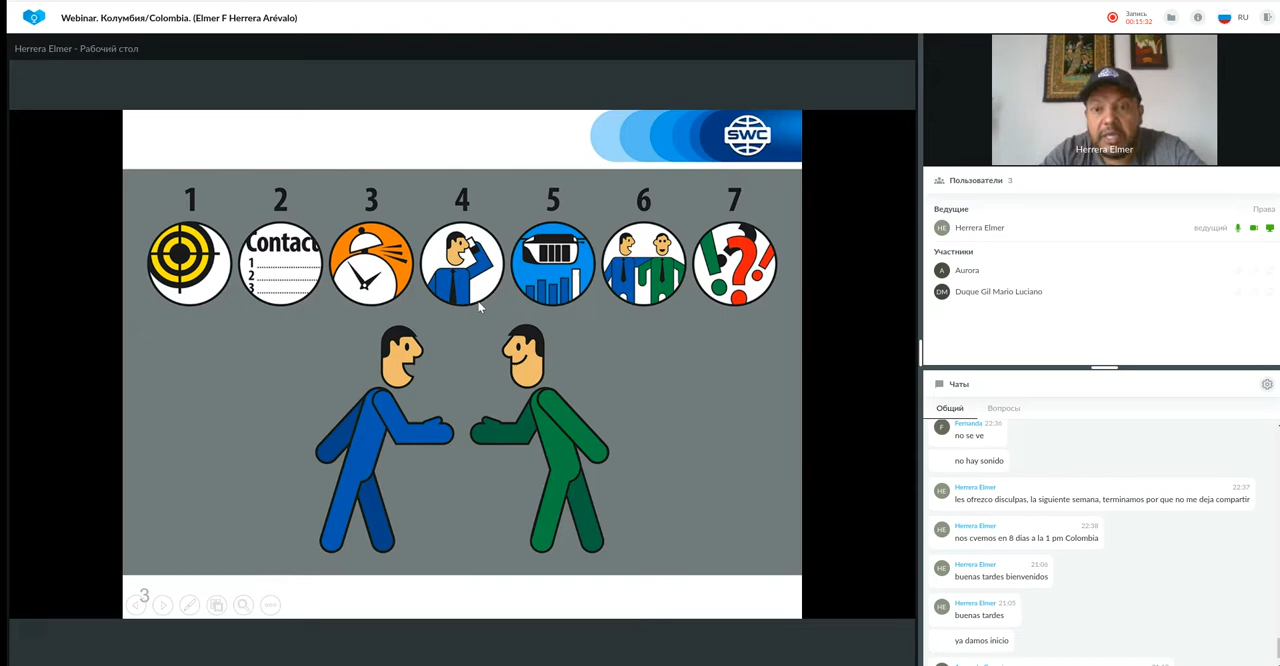 Webinar. Колумбия/Colombia. (Elmer F Herrera Arévalo)
Запись
00:15:32
RU
Herrera Elmer - Рабочий стол
SWC
1 2 3 4 5 6 7
Contact
1
2
3
3
Herrera Elmer
Пользователи 3
Ведущие Права
HE Herrera Elmer ведущий
Участники
A Aurora
DM Duque Gil Mario Luciano
Чаты
Общий Вопросы
F Fernanda 22:36
no se ve
no hay sonido
HE Herrera Elmer 22:37
les ofrezco disculpas, la siguiente semana, terminamos por que no me deja compartir
HE Herrera Elmer 22:38
nos cvemos en 8 dias a la 1 pm Colombia
HE Herrera Elmer 21:06
buenas tardes bienvenidos
HE Herrera Elmer 21:05
buenas tardes
ya damos inicio